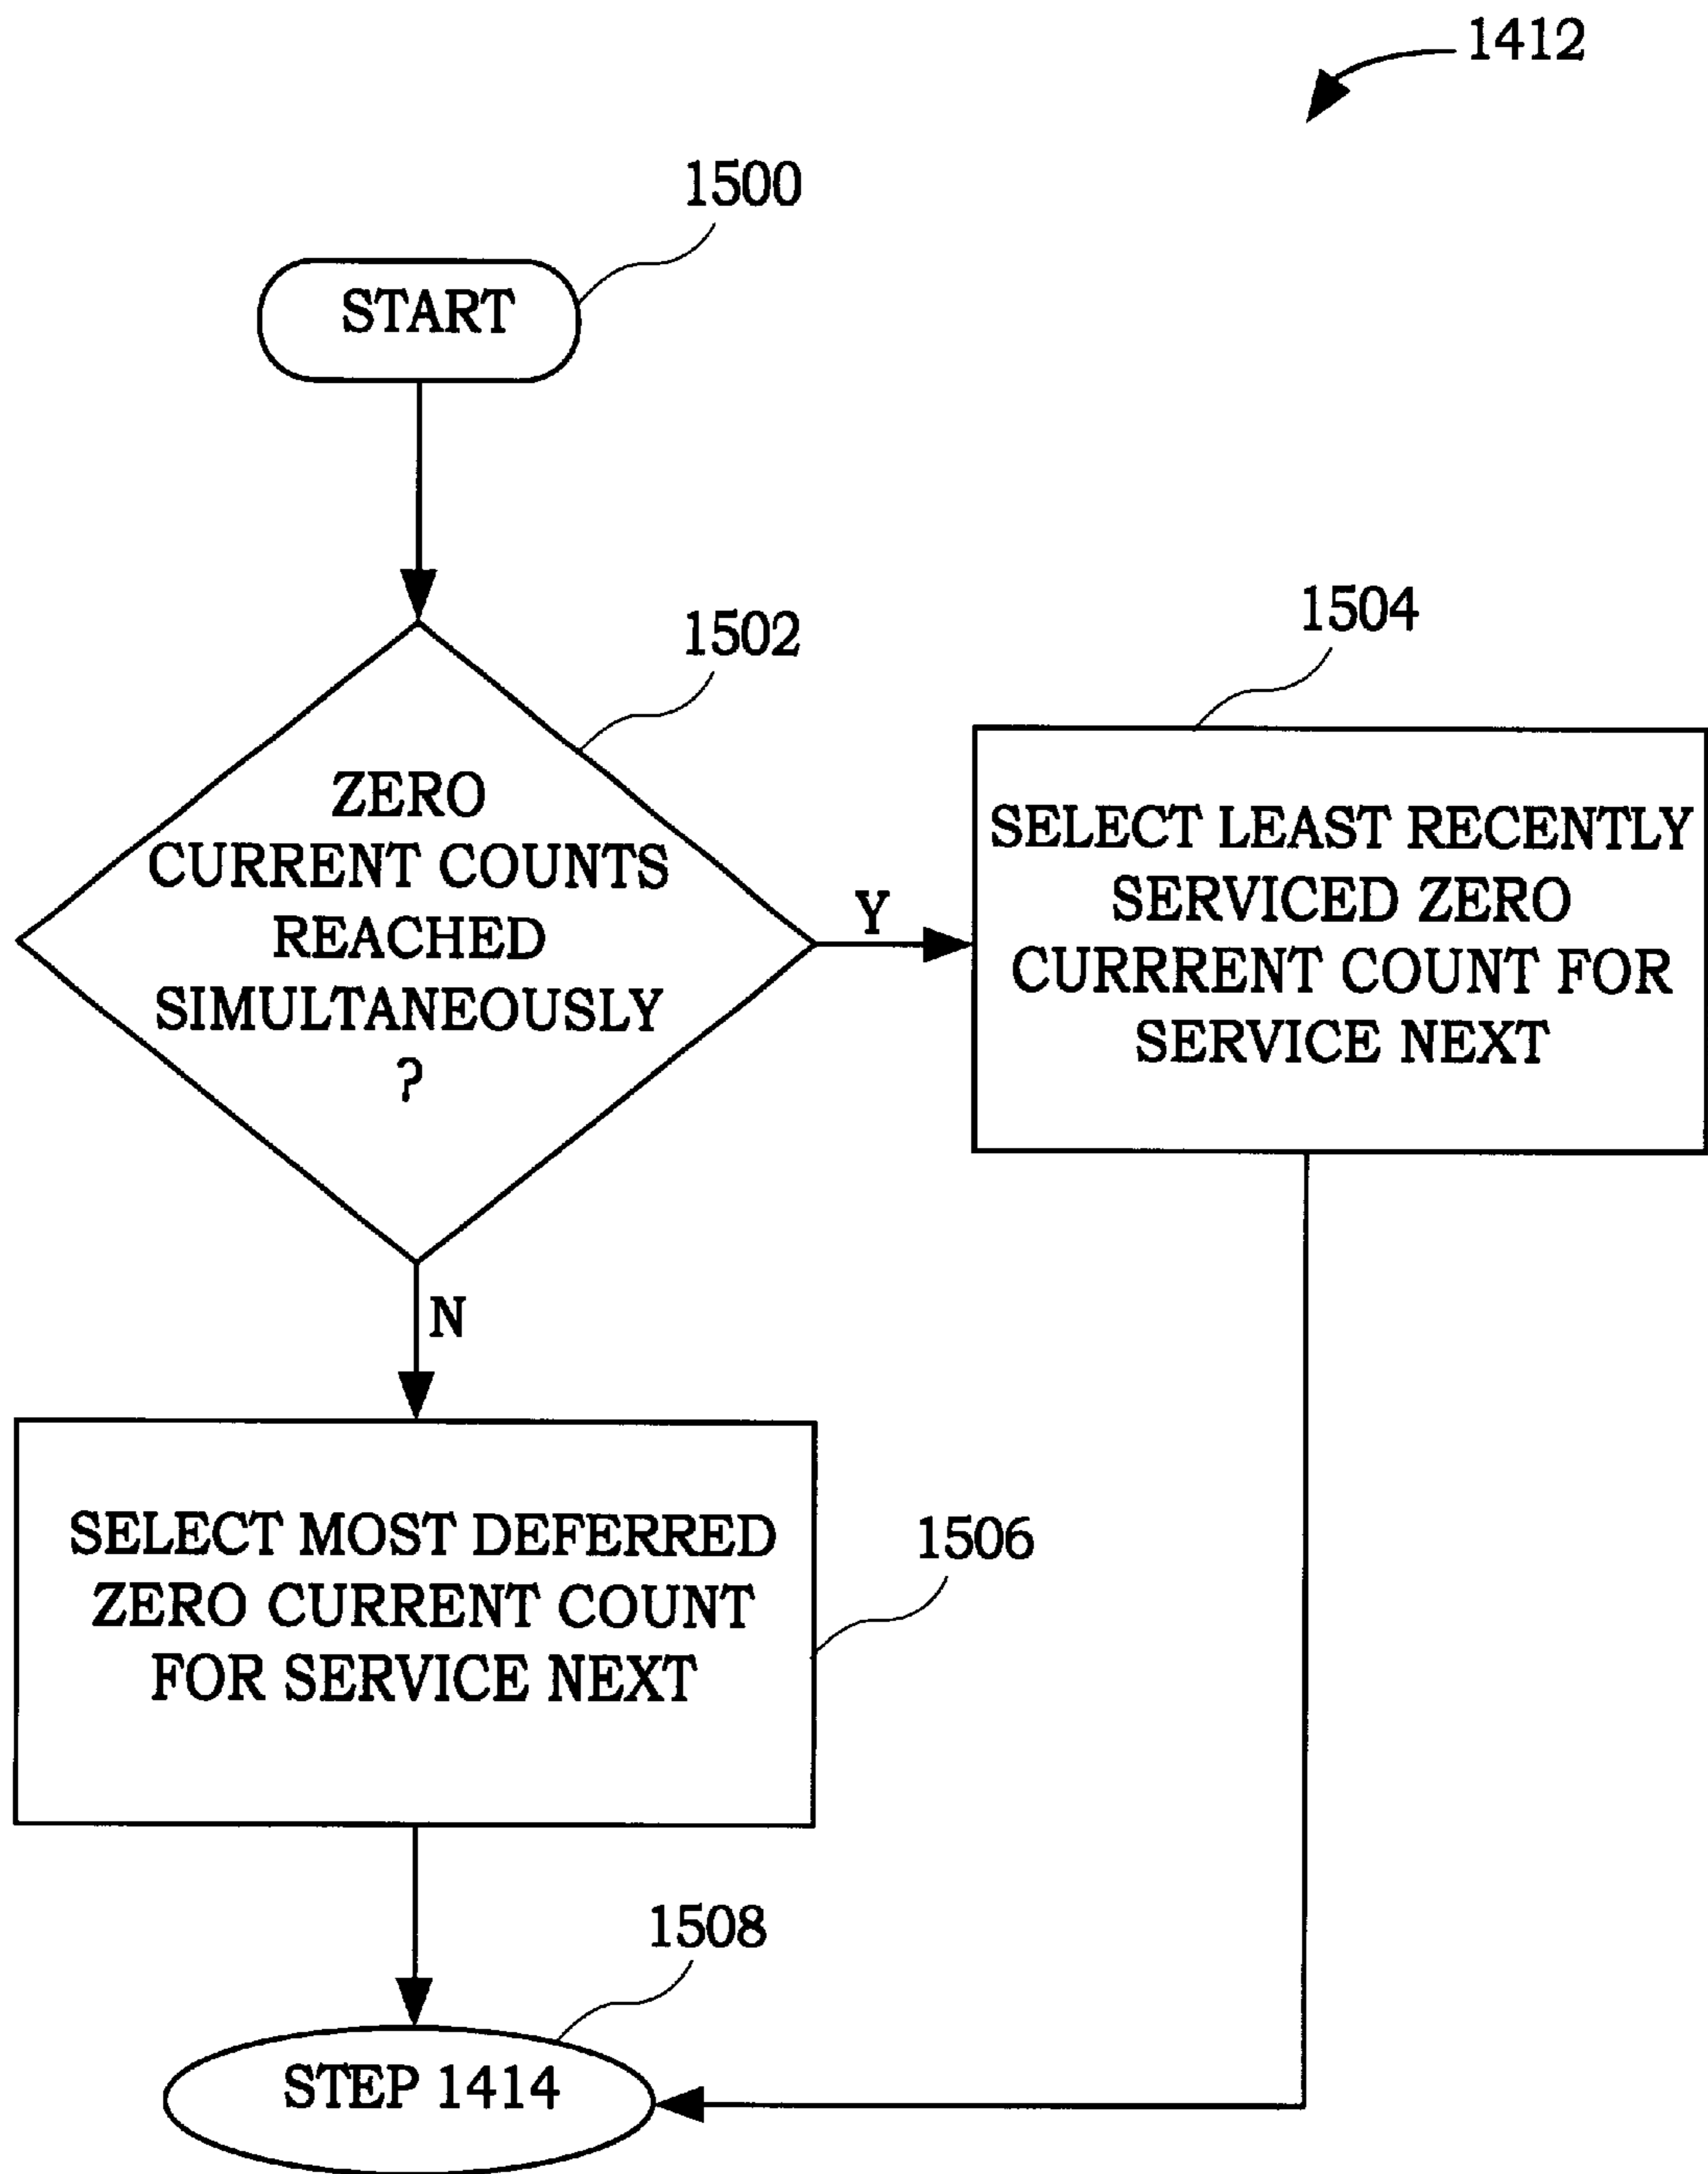 1412
1500
START
1502
ZERO
CURRENT COUNTS
REACHED
SIMULTANEOUSLY
?
Y
N
1504
SELECT LEAST RECENTLY
SERVICED ZERO
CURRRENT COUNT FOR
SERVICE NEXT
1506
SELECT MOST DEFERRED
ZERO CURRENT COUNT
FOR SERVICE NEXT
1508
STEP 1414